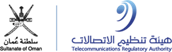 هيئة تنظيم الاتصالات
Telecommunications Regulatory Authority
سلطنة عُمان
Sultanate of Oman